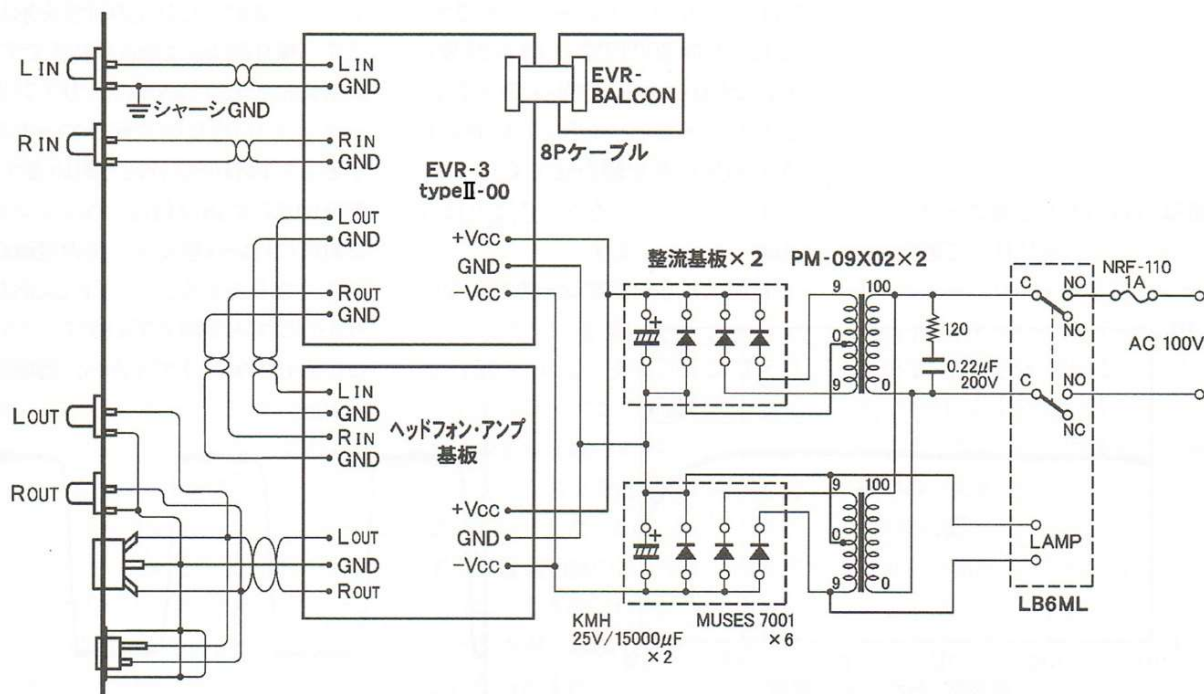 L IN
R IN
シャーシGND
L IN
GND
R IN
GND
L OUT
GND
R OUT
GND
EVR-3
typeⅡ-00
+Vcc
GND
-Vcc
EVR-
BALCON
8Pケーブル
整流基板×2
PM-09X02×2
9
0
9
100
0
120
0.22μF
200V
C
NO
NC
C
NO
NC
NRF-110
1A
AC 100V
L OUT
R OUT
L IN
GND
R IN
GND
ヘッドフォン・アンプ
基板
+Vcc
GND
-Vcc
L OUT
GND
R OUT
+
+
9
0
9
100
0
LAMP
LB6ML
KMH
25V/15000μF
×2
MUSES 7001
×6